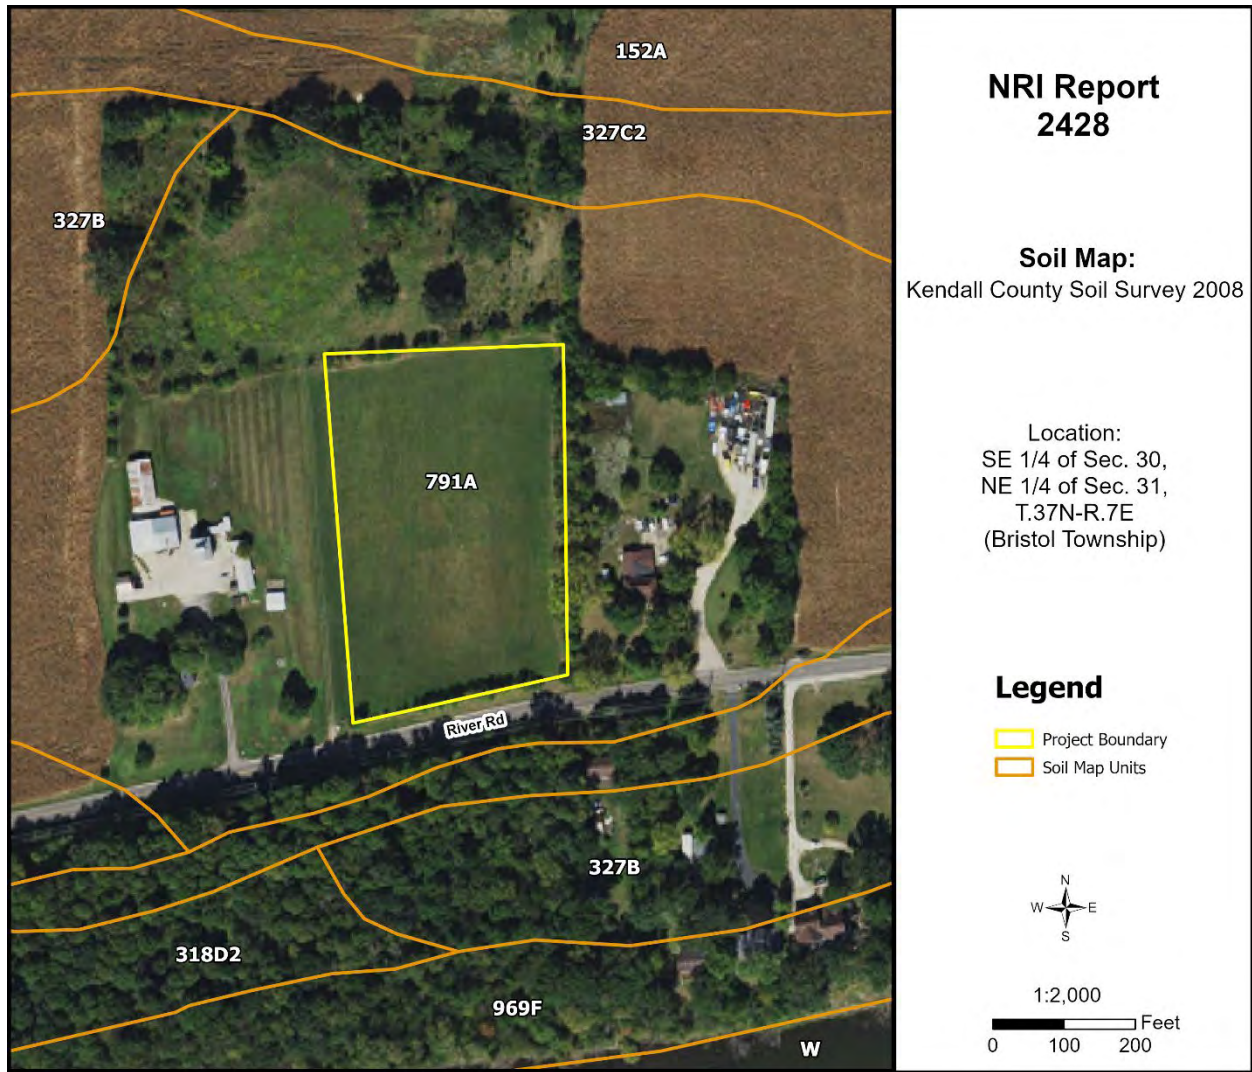 152A
327C2
327B
791A
River Rd
327B
318D2
969F
W
NRI Report
2428
Soil Map:
Kendall County Soil Survey 2008
Location:
SE 1/4 of Sec. 30,
NE 1/4 of Sec. 31,
T.37N-R.7E
(Bristol Township)
Legend
Project Boundary
Soil Map Units
N
W E
S
1:2,000
Feet
0 100 200